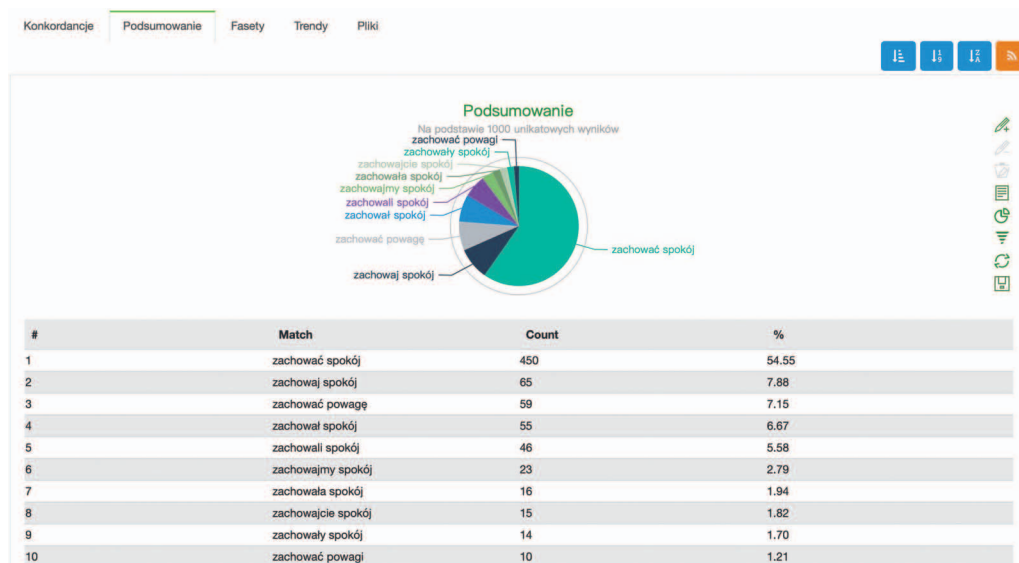 Konkordancje Podsumowanie Fasety Trendy Pliki
Podsumowanie
Na podstawie 1000 unikatowych wyników
zachować powagi
zachowały spokój
zachowajcie spokój
zachowała spokój
zachowajmy spokój
zachowali spokój
zachował spokój
zachować powagę
zachować spokój
zachowaj spokój
# Match Count %
1 zachować spokój 450 54.55
2 zachowaj spokój 65 7.88
3 zachować powagę 59 7.15
4 zachował spokój 55 6.67
5 zachowali spokój 46 5.58
6 zachowajmy spokój 23 2.79
7 zachowała spokój 16 1.94
8 zachowajcie spokój 15 1.82
9 zachowały spokój 14 1.70
10 zachować powagi 10 1.21